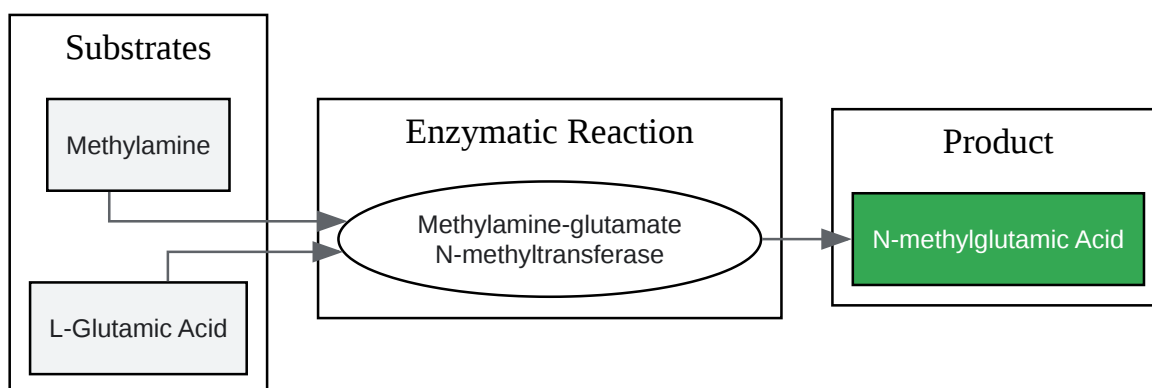 Substrates
Methylamine
L-Glutamic Acid
Enzymatic Reaction
Methylamine-glutamate
N-methyltransferase
Product
N-methylglutamic Acid